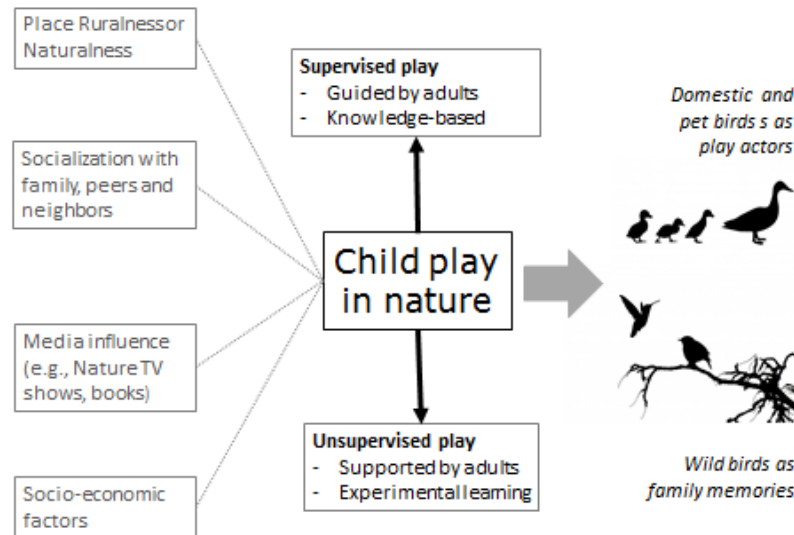 Place Ruralnessor
Naturalness
Socialization with
family, peers and
neighbors
Media influence
(e.g., Nature TV
shows, books)
Socio-economic
factors
Supervised play
- Guided by adults
- Knowledge-based
Child play
in nature
Unsupervised play
- Supported by adults
- Experimental learning
Domestic and
pet birds s as
play actors
Wild birds as
family memories